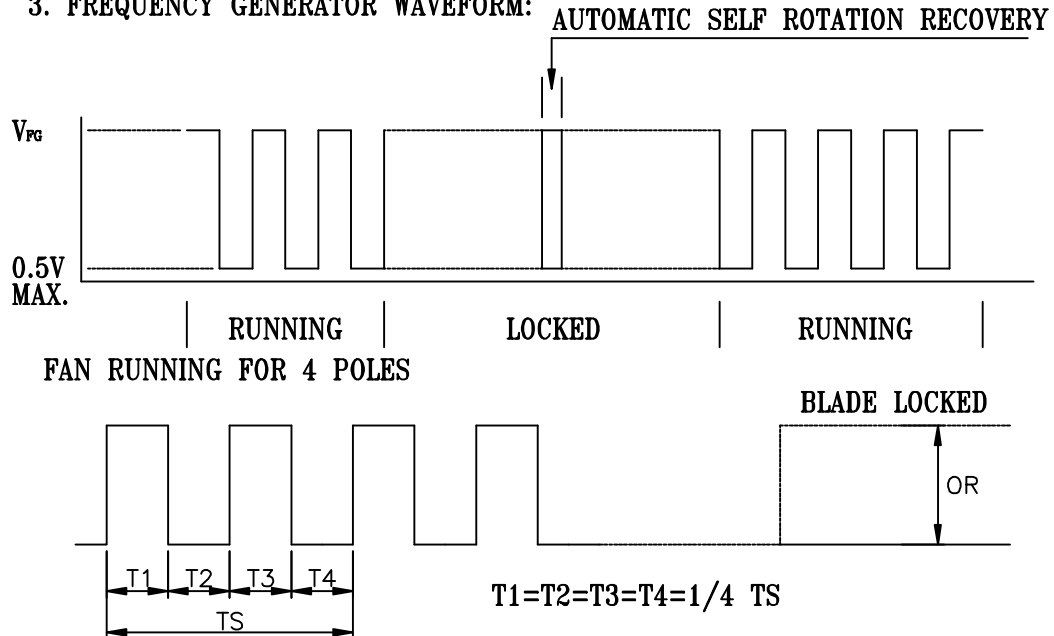 3. FREQUENCY GENERATOR WAVEFORM:
AUTOMATIC SELF ROTATION RECOVERY
VFG
0.5V
MAX.
RUNNING LOCKED RUNNING
FAN RUNNING FOR 4 POLES
BLADE LOCKED
OR
T1 T2 T3 T4
T1=T2=T3=T4=1/4 TS
TS